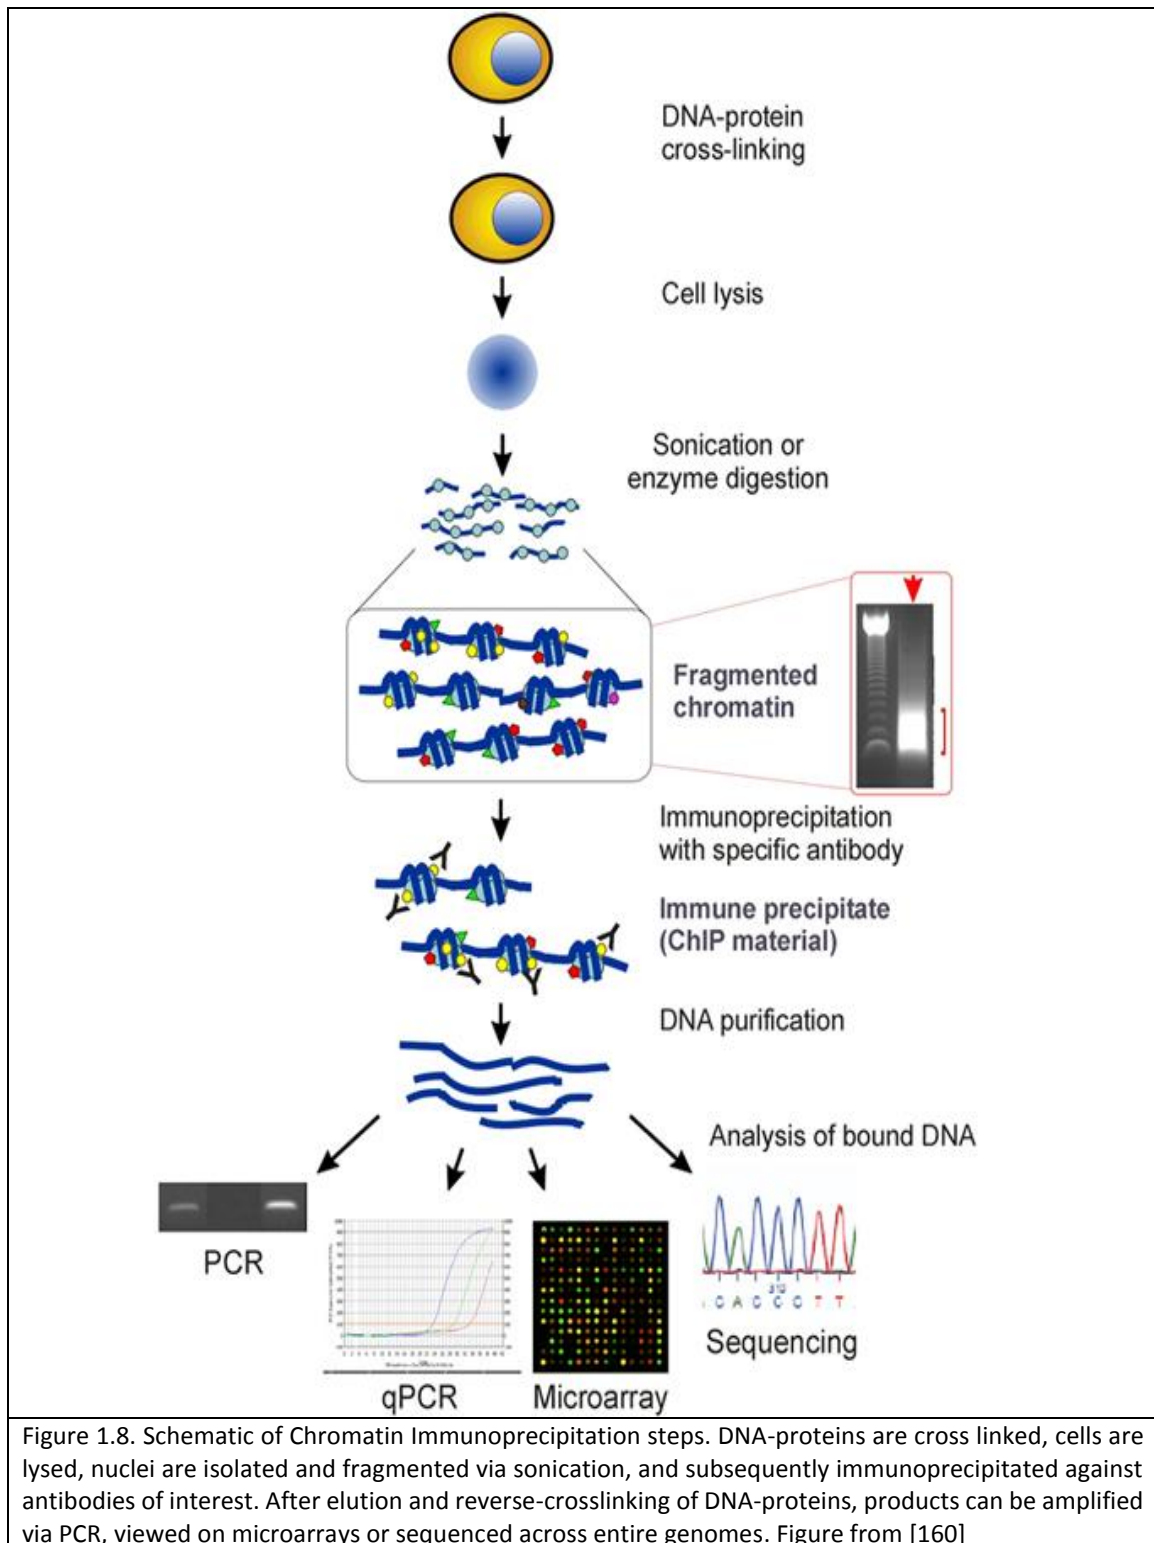 DNA-protein
cross-linking
Cell lysis
Sonication or
enzyme digestion
Fragmented
chromatin
Immunoprecipitation
with specific antibody
Immune precipitate
(ChIP material)
DNA purification
Analysis of bound DNA
PCR
qPCR
Microarray
C A C C C T T
Sequencing
Figure 1.8. Schematic of Chromatin Immunoprecipitation steps. DNA-proteins are cross linked, cells are
lysed, nuclei are isolated and fragmented via sonication, and subsequently immunoprecipitated against
antibodies of interest. After elution and reverse-crosslinking of DNA-proteins, products can be amplified
via PCR, viewed on microarrays or sequenced across entire genomes. Figure from [160]